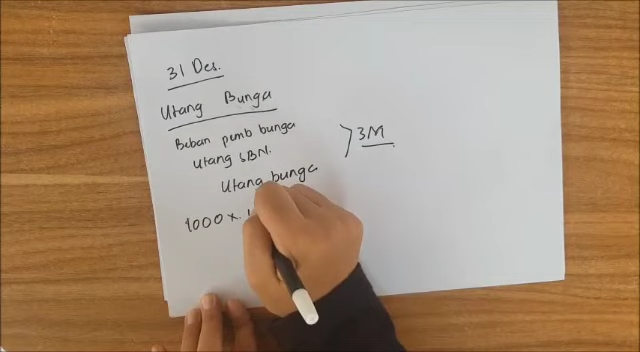 31 Des.
Utang Bunga
Beban pemb bunga
Utang SBN.
Utang bunga
} 3M
1000 x.